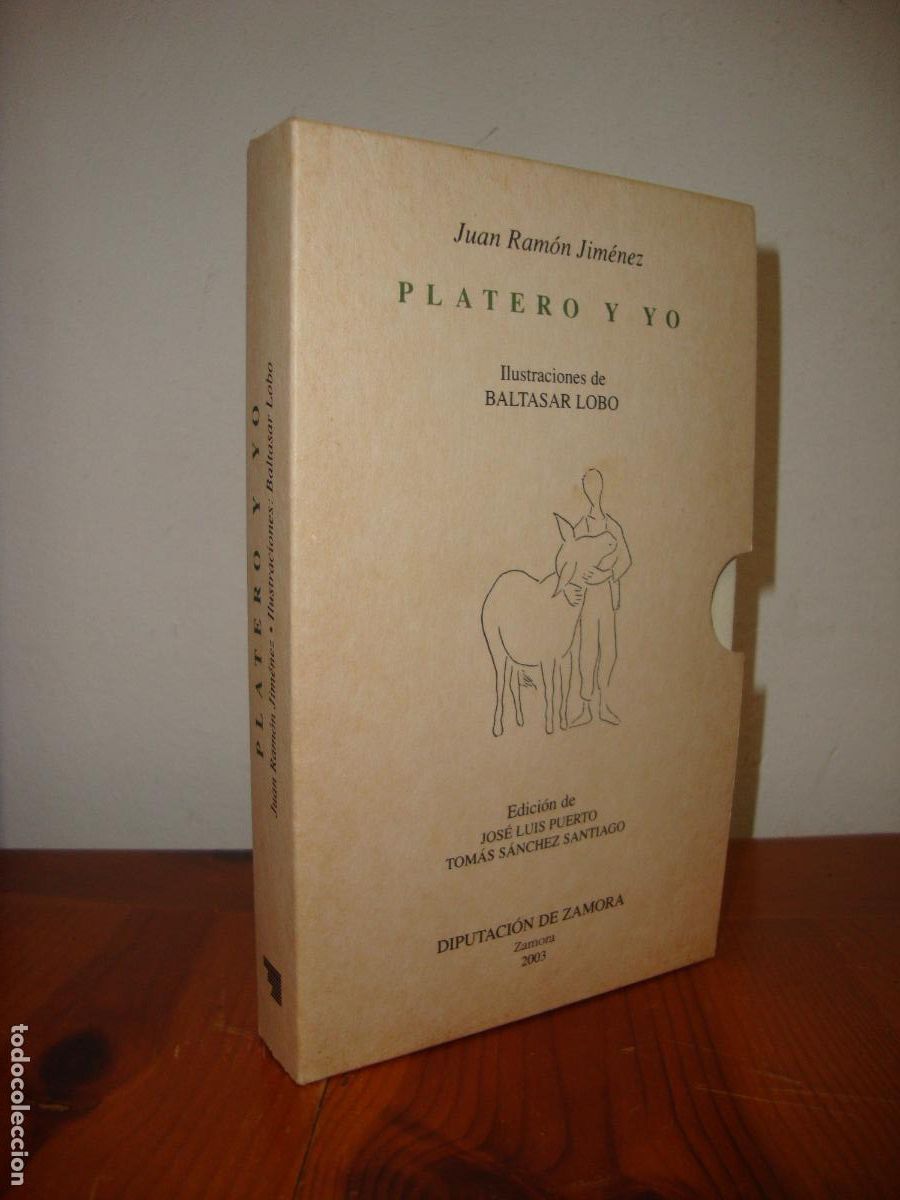 Juan Ramón Jiménez
PLATERO Y YO
Ilustraciones de
BALTASAR LOBO
Edición de
JOSÉ LUIS PUERTO
TOMÁS SÁNCHEZ SANTIAGO
DIPUTACIÓN DE ZAMORA
Zamora
2003
PLATERO Y YO
Juan Ramón Jiménez • Ilustraciones: Baltasar Lobo
todocoleccion